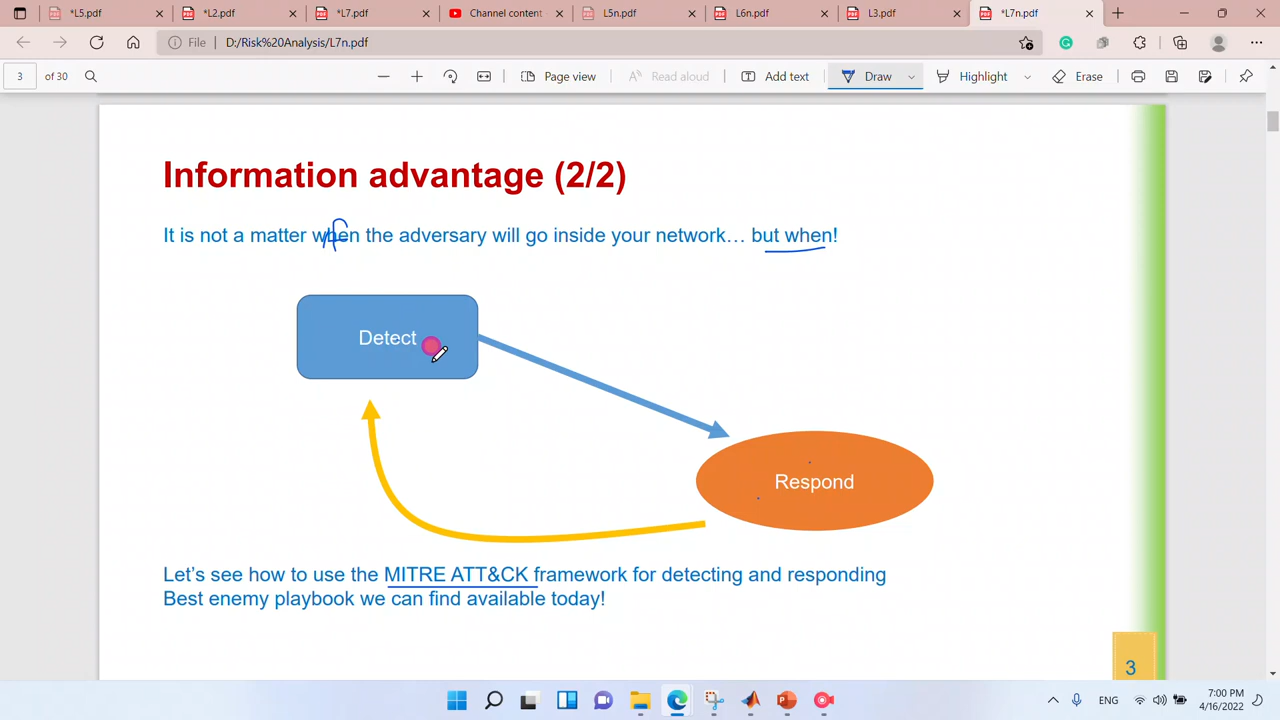 *L5.pdf
*L2.pdf
*L7.pdf
Channel content
L5n.pdf
L6n.pdf
L3.pdf
*L7n.pdf
File
D:/Risk%20Analysis/L7n.pdf
3 of 30
Page view
Read aloud
Add text
Draw
Highlight
Erase
Information advantage (2/2)
It is not a matter when the adversary will go inside your network… but when!
if
Detect
Respond
Let’s see how to use the MITRE ATT&CK framework for detecting and responding
Best enemy playbook we can find available today!
3
ENG
7:00 PM
4/16/2022